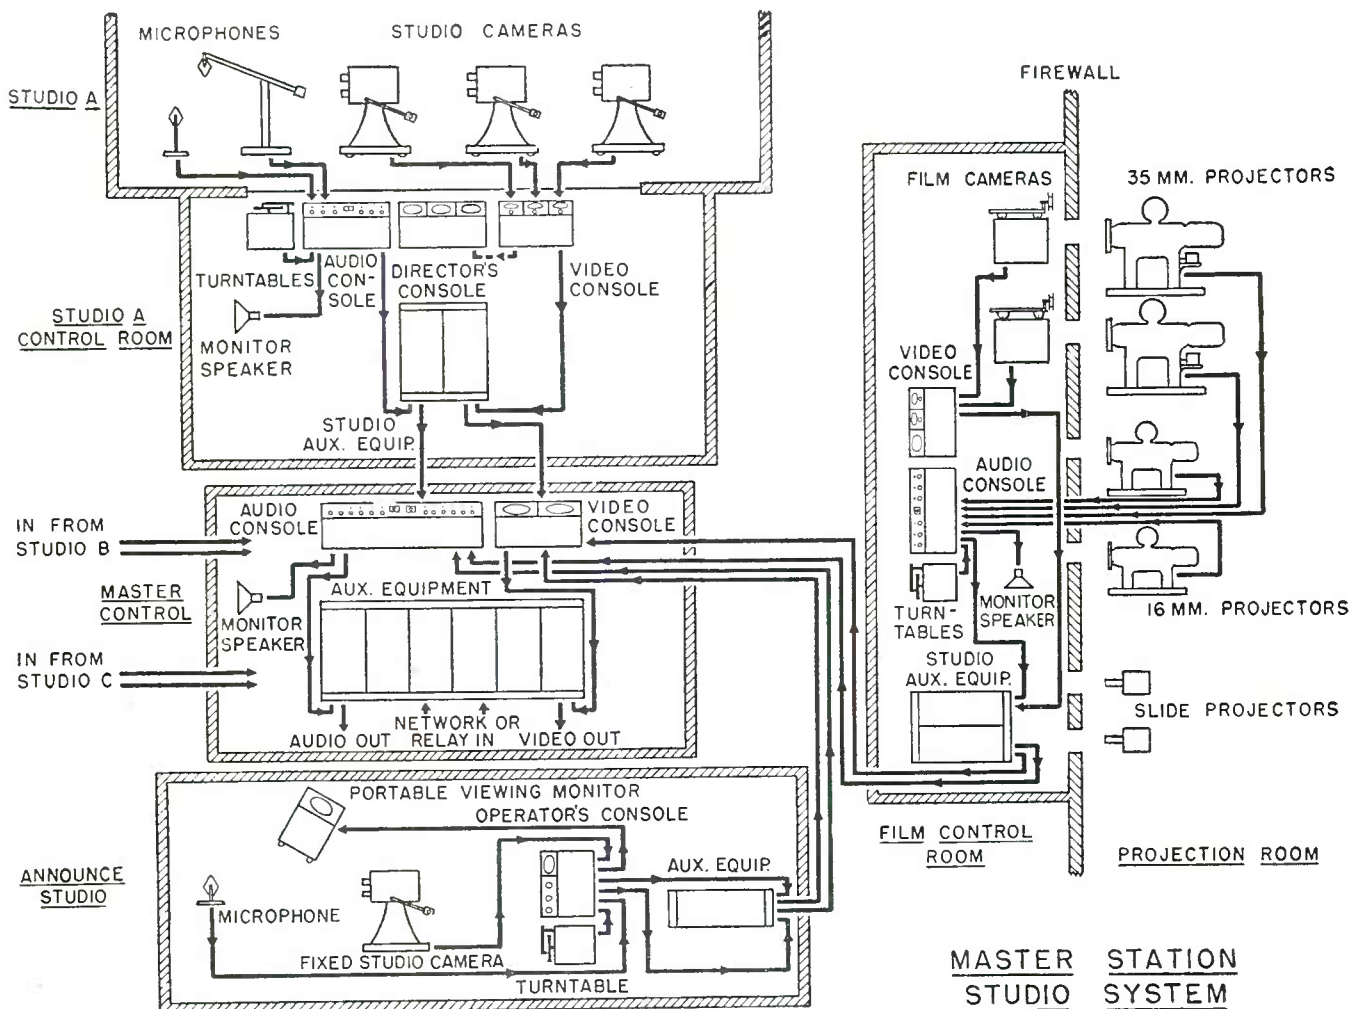 MICROPHONES
STUDIO CAMERAS
STUDIO A
TURNTABLES
AUDIO
CON-
SOLE
DIRECTOR'S
CONSOLE
VIDEO
CONSOLE
STUDIO A
CONTROL ROOM
MONITOR
SPEAKER
STUDIO
AUX. EQUIP.
AUDIO
CONSOLE
VIDEO
CONSOLE
IN FROM
STUDIO B
MASTER
CONTROL
AUX. EQUIPMENT
MONITOR
SPEAKER
IN FROM
STUDIO C
AUDIO OUT
NETWORK OR
RELAY IN
VIDEO OUT
PORTABLE VIEWING MONITOR
OPERATOR'S CONSOLE
AUX. EQUIP.
ANNOUNCE
STUDIO
MICROPHONE
FIXED STUDIO CAMERA
TURNTABLE
FIREWALL
FILM CAMERAS
35 MM. PROJECTORS
VIDEO
CONSOLE
AUDIO
CONSOLE
TURN-
TABLES
MONITOR
SPEAKER
16 MM. PROJECTORS
STUDIO
AUX. EQUIP.
SLIDE PROJECTORS
FILM CONTROL
ROOM
PROJECTION ROOM
MASTER STATION
STUDIO SYSTEM